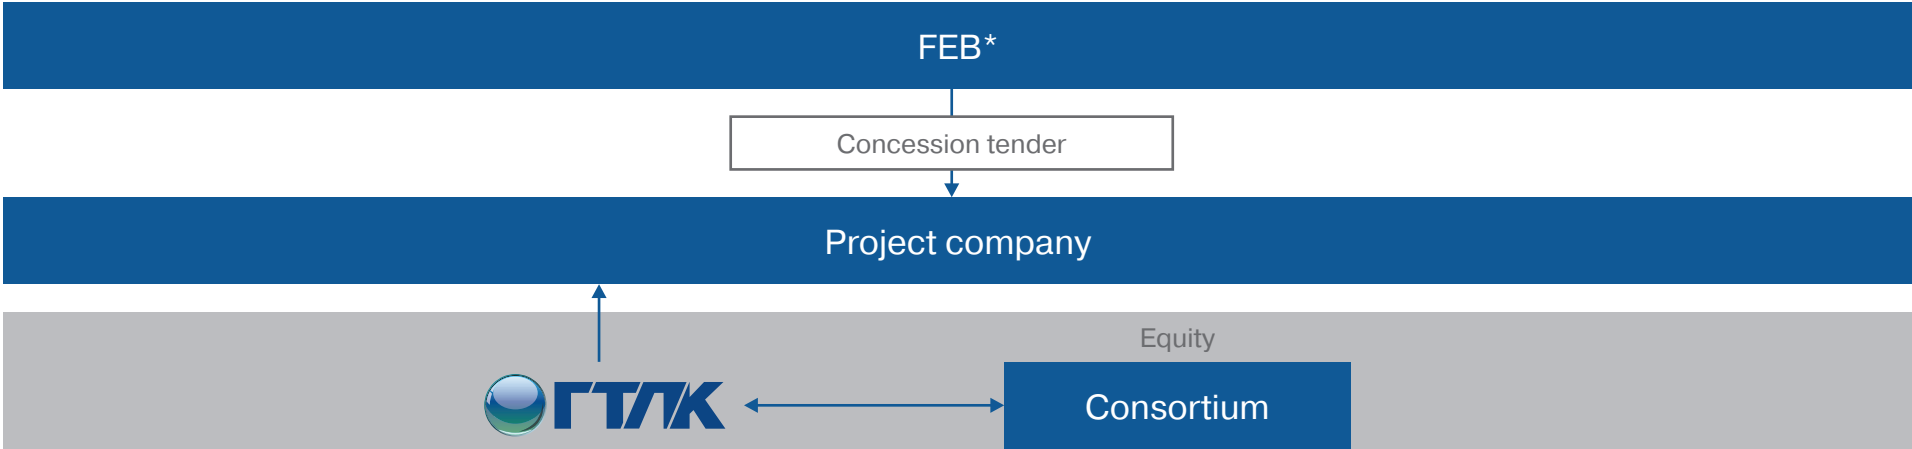 FEB*
Concession tender
Project company
Equity
ГТЛК
Consortium